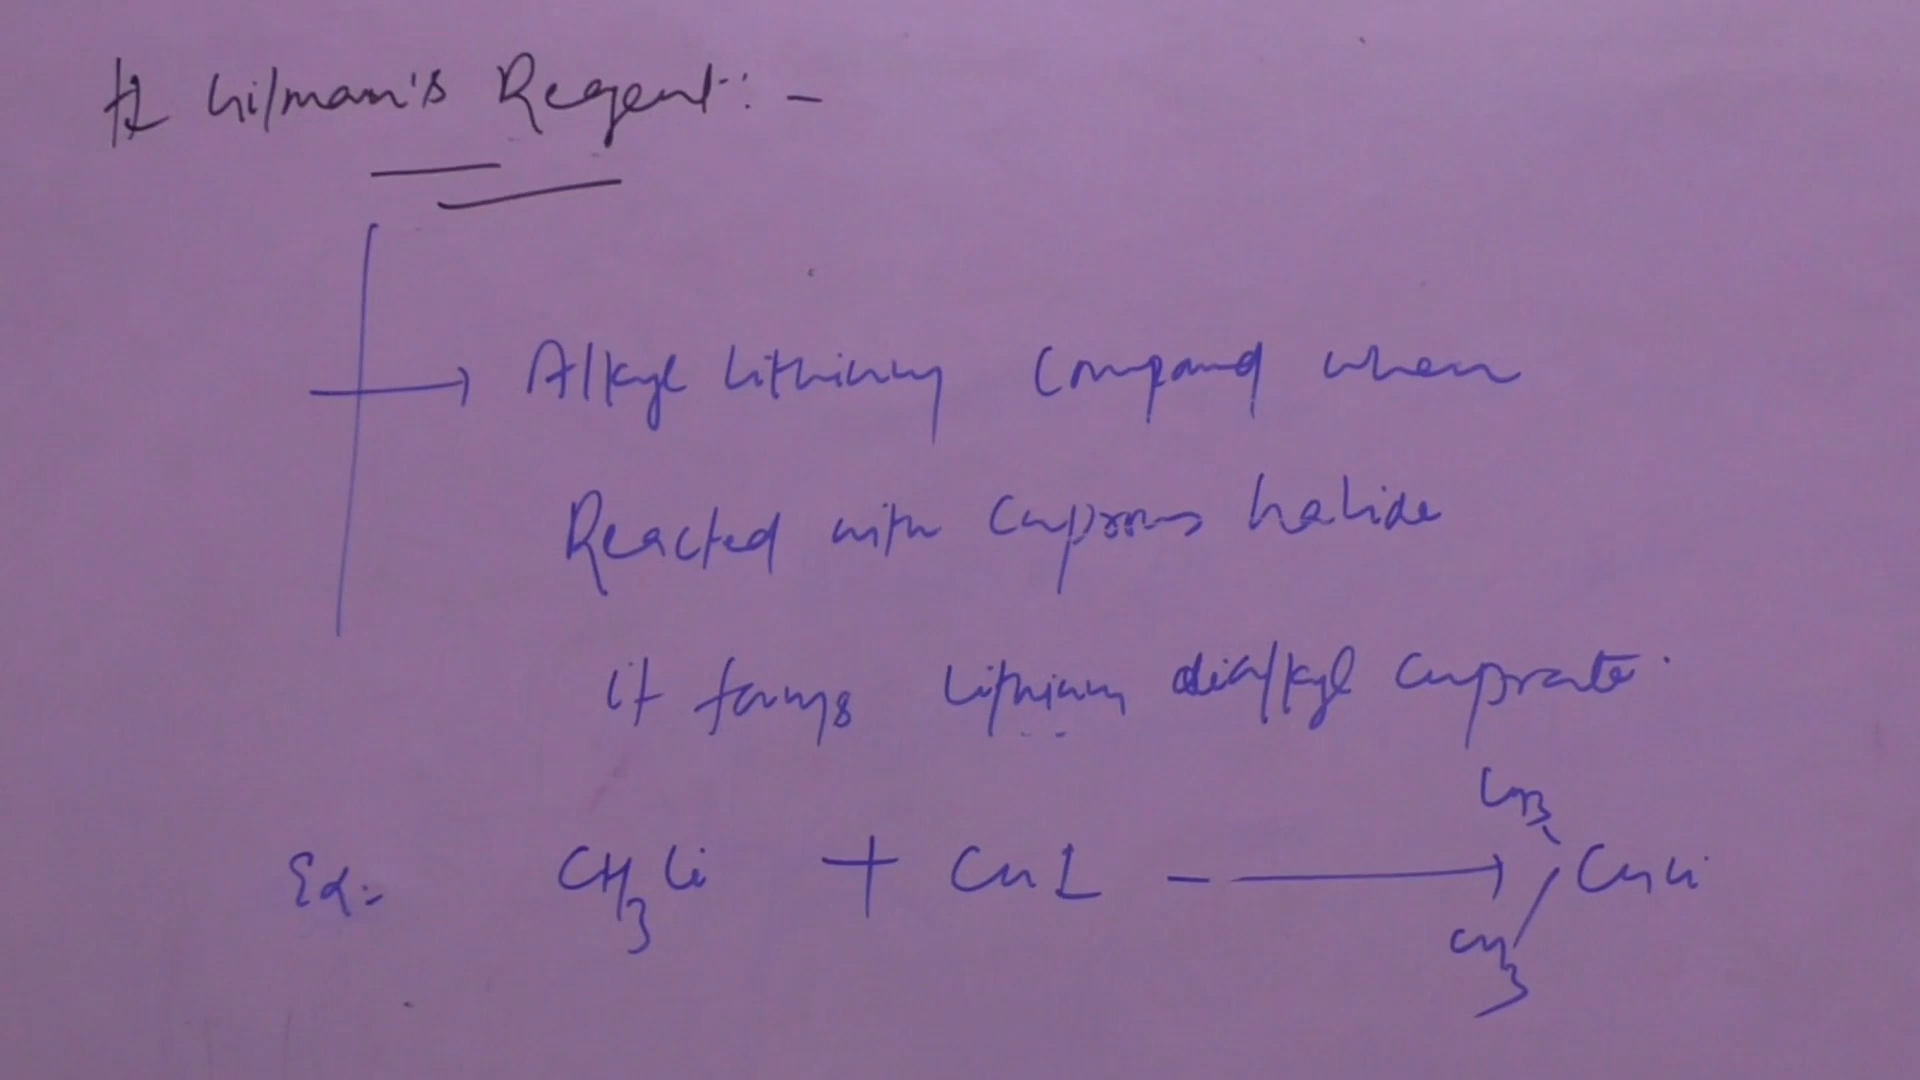 # Gilman's Reagent :-
→ Alkyl Lithium Compound when
Reacted with Cuprous halide
it forms Lithium dialkyl Cuprate.
Ex:- CH3Li + CuI → CH3 CH3 CuLi